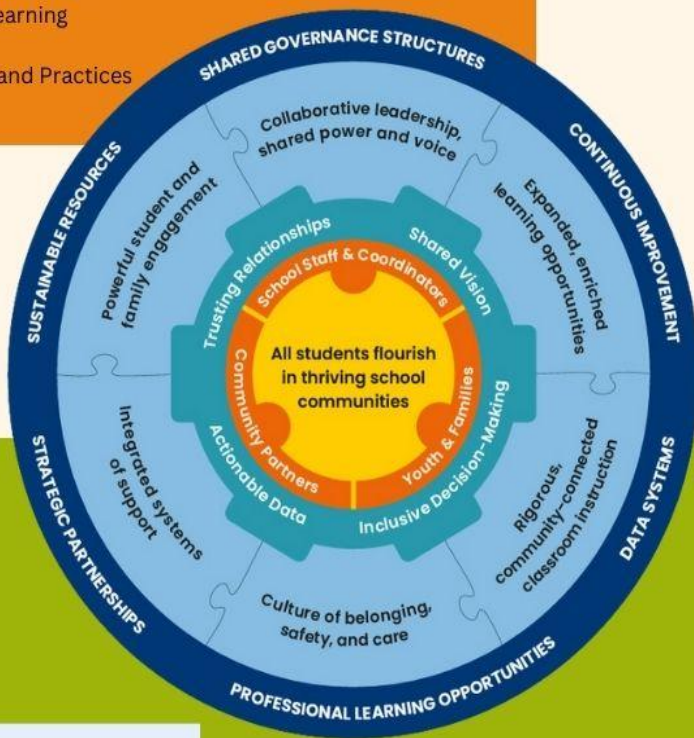 earning
and Practices
SHARED GOVERNANCE STRUCTURES
CONTINUOUS IMPROVEMENT
DATA SYSTEMS
PROFESSIONAL LEARNING OPPORTUNITIES
STRATEGIC PARTNERSHIPS
SUSTAINABLE RESOURCES
Collaborative leadership,
shared power and voice
Expanded, enriched
learning opportunities
Rigorous,
community-connected
classroom instruction
Culture of belonging,
safety, and care
Integrated systems
of support
Powerful student and
family engagement
Trusting Relationships
Shared Vision
Inclusive Decision-Making
Actionable Data
School Staff & Coordinators
Youth & Families
Community Partners
All students flourish
in thriving school
communities